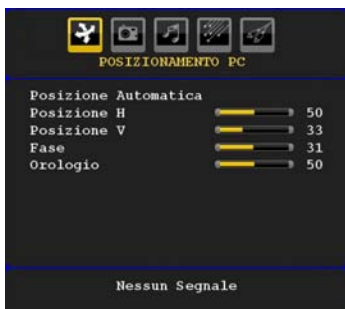 POSIZIONAMENTO PC
Posizione Automatica
Posizione H 50
Posizione V 33
Fase 31
Orologio 50
Nessun Segnale